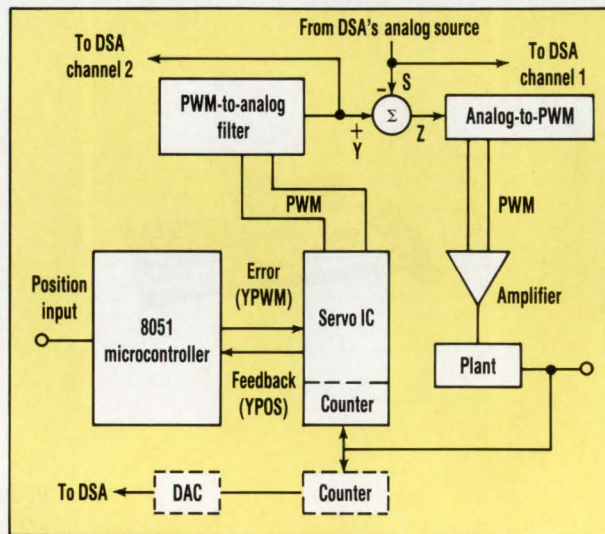 From DSA's analog source
To DSA
channel 2
To DSA
channel 1
PWM-to-analog
filter
−
S
Σ
+
Y
Z
Analog-to-PWM
PWM
PWM
Position
input
8051
microcontroller
Error
(YPWM)
Feedback
(YPOS)
Servo IC
Counter
Amplifier
Plant
To DSA
DAC
Counter